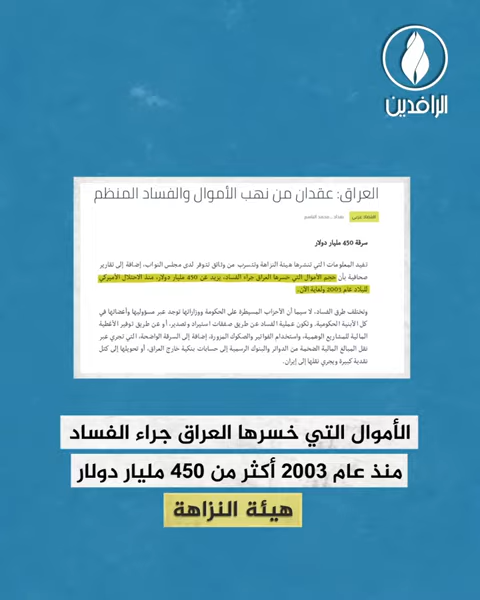 الرافدين
العراق: عقدان من نهب الأموال والفساد المنظم
اقتصاد عربي
بغداد
سرقة 450 مليار دولار
تفيد المعلومات التي تنشرها هيئة النزاهة وتتسرب من وثائق تتوفر لدى مجلس النواب، إضافة إلى تقارير
صحافية بأن حجم الأموال التي خسرها العراق جراء الفساد، يزيد عن 450 مليار دولار، منذ الاحتلال الأميركي
للبلاد عام 2003 ولغاية الآن.
وتختلف طرق الفساد، لا سيما أن الأحزاب المسيطرة على الحكومة ووزاراتها توجد عبر مسؤوليها وأعضائها في
كل الأبنية الحكومية. وتكون عملية الفساد عن طريق صفقات استيراد وتصدير، أو عن طريق توفير الأغطية
المالية للمشاريع الوهمية، واستخدام الفواتير والصكوك المزورة، إضافة إلى السرقة الواضحة، التي تجري عبر
نقل المبالغ المالية الضخمة من الدوائر والبنوك الرسمية إلى حسابات بنكية خارج العراق، أو تحويلها إلى كتل
نقدية كبيرة ويجري نقلها إلى إيران.
الأموال التي خسرها العراق جراء الفساد
منذ عام 2003 أكثر من 450 مليار دولار
هيئة النزاهة